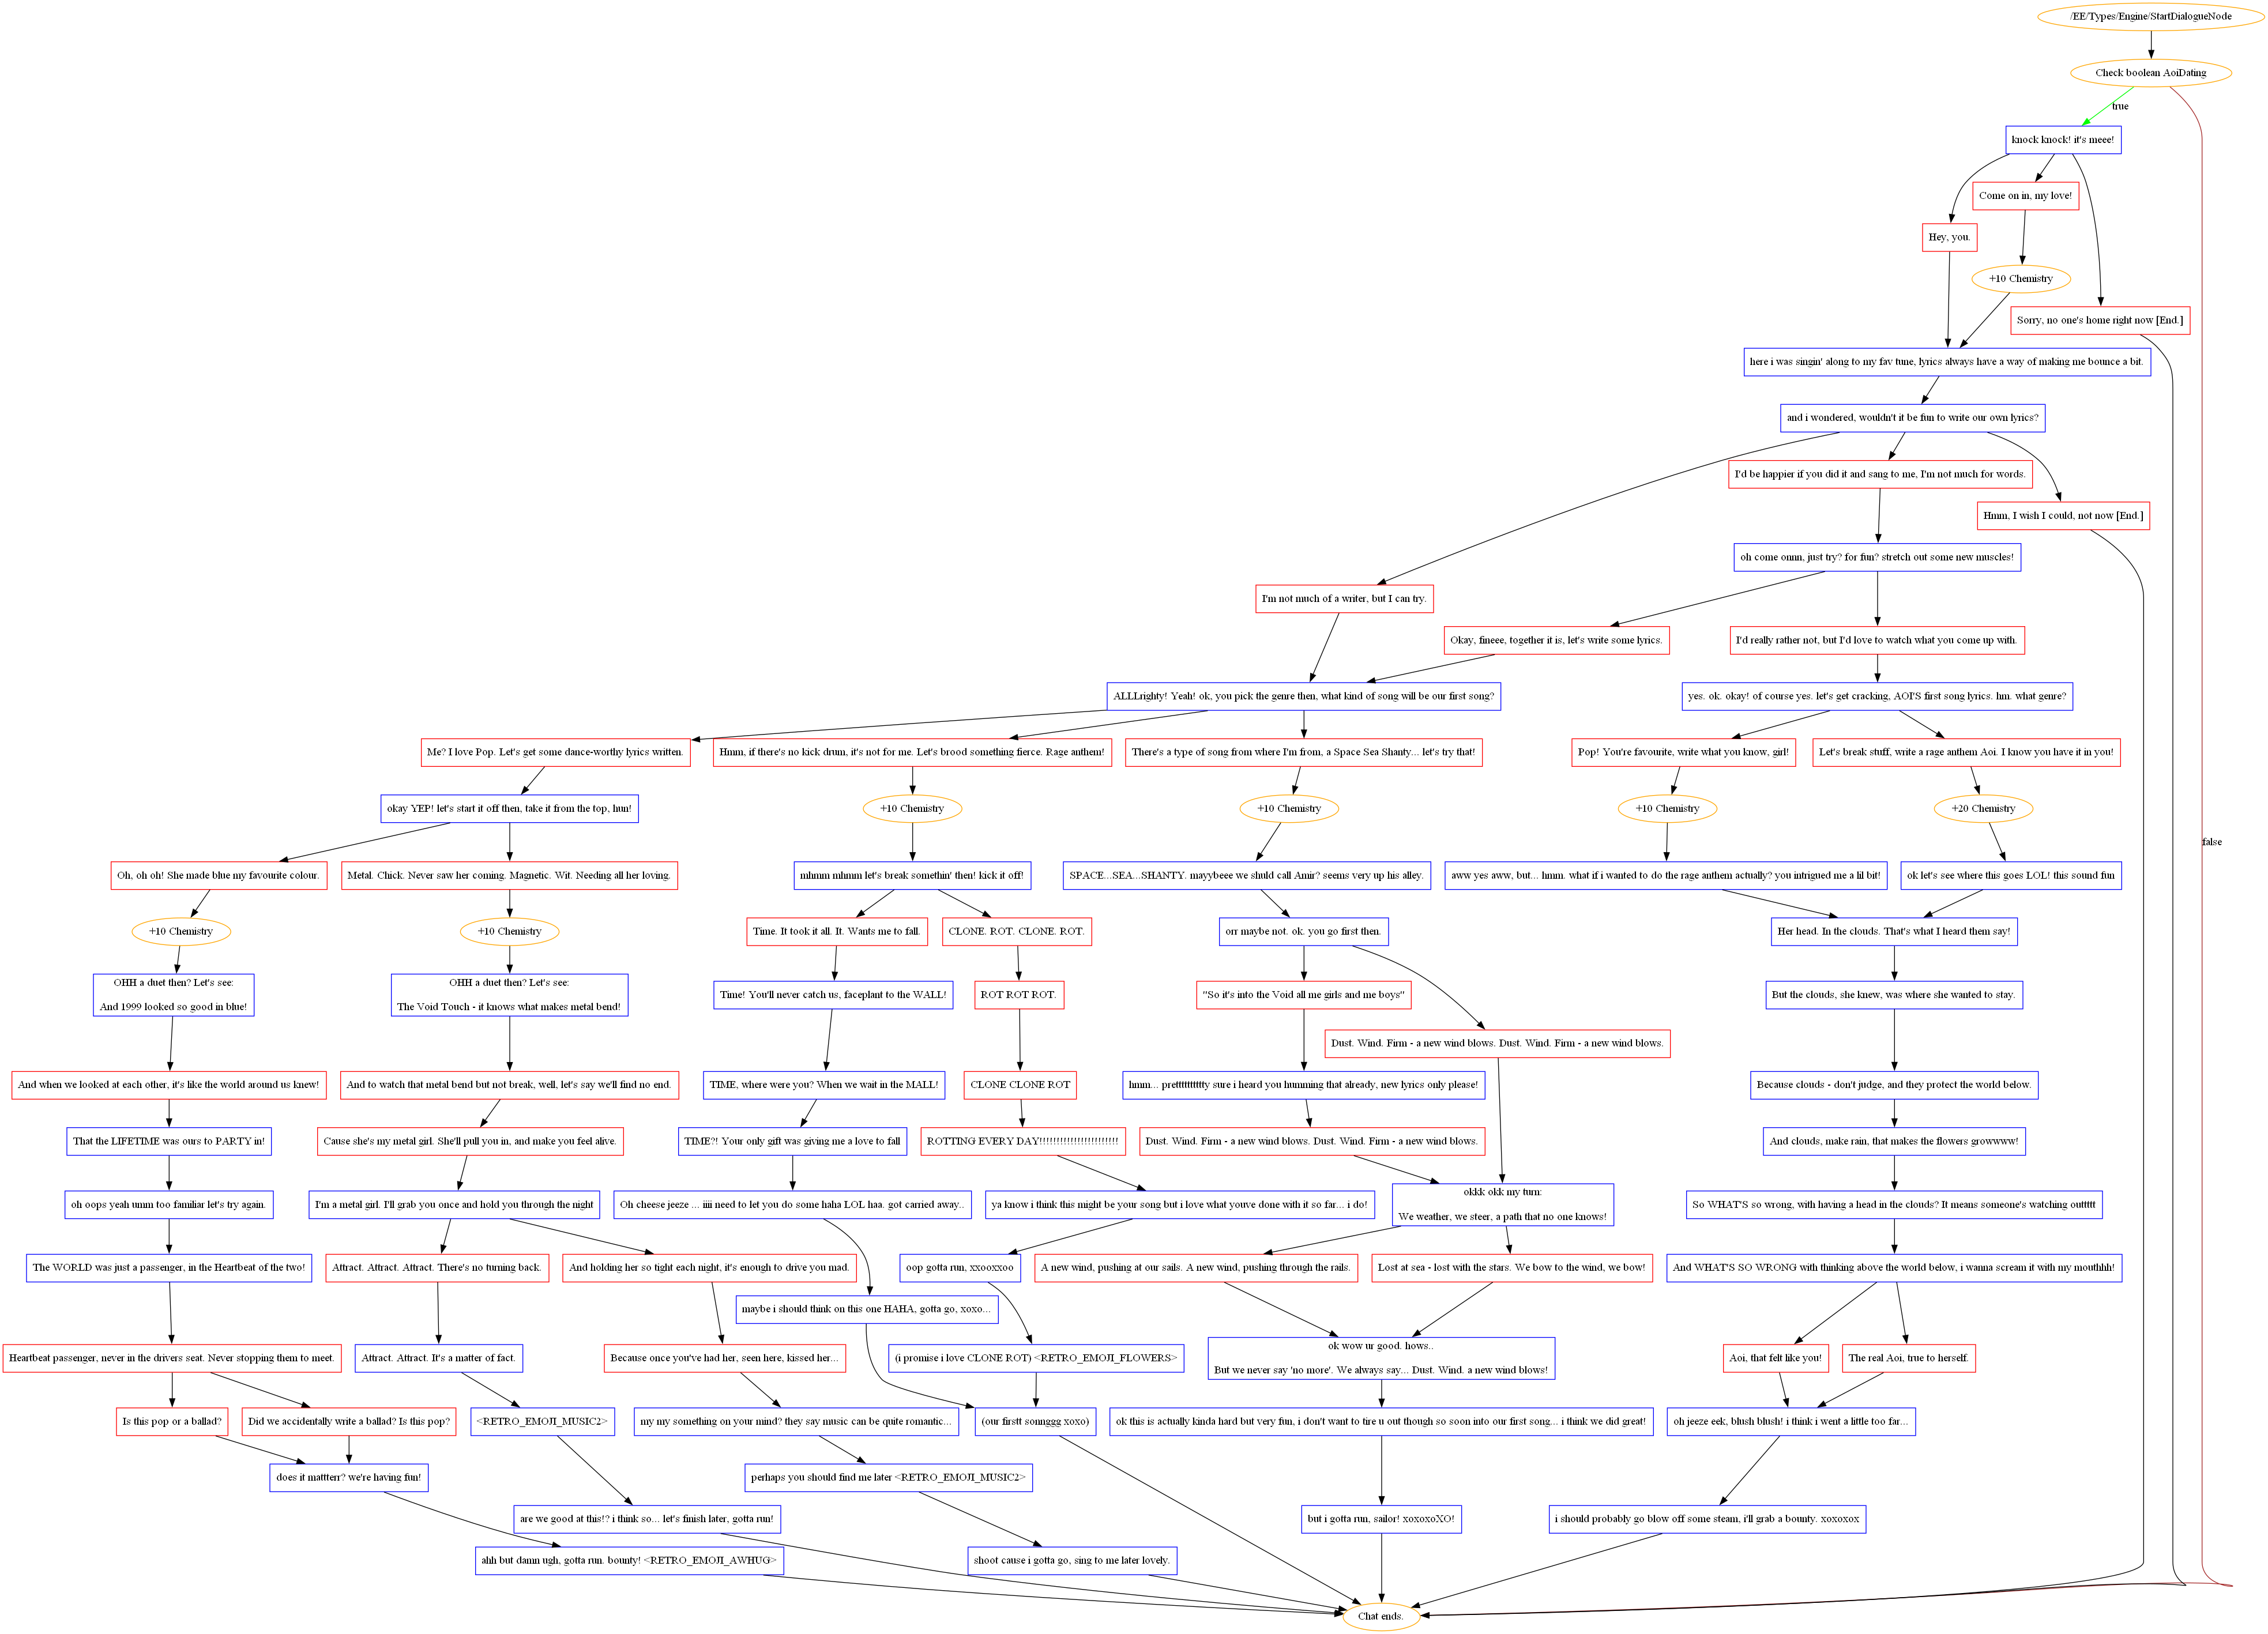 /EE/Types/Engine/StartDialogueNode
Check boolean AoiDating
true
knock knock! it's meee!
Come on in, my love!
Hey, you.
+10 Chemistry
Sorry, no one's home right now [End.]
here i was singin' along to my fav tune, lyrics always have a way of making me bounce a bit.
and i wondered, wouldn't it be fun to write our own lyrics?
I'd be happier if you did it and sang to me, I'm not much for words.
Hmm, I wish I could, not now [End.]
oh come onnn, just try? for fun? stretch out some new muscles!
I'm not much of a writer, but I can try.
Okay, fineee, together it is, let's write some lyrics.
I'd really rather not, but I'd love to watch what you come up with.
ALLLrighty! Yeah! ok, you pick the genre then, what kind of song will be our first song?
yes. ok. okay! of course yes. let's get cracking, AOI'S first song lyrics. hm. what genre?
Me? I love Pop. Let's get some dance-worthy lyrics written.
Hmm, if there's no kick drum, it's not for me. Let's brood something fierce. Rage anthem!
There's a type of song from where I'm from, a Space Sea Shanty... let's try that!
Pop! You're favourite, write what you know, girl!
Let's break stuff, write a rage anthem Aoi. I know you have it in you!
okay YEP! let's start it off then, take it from the top, hun!
+10 Chemistry
+10 Chemistry
+10 Chemistry
+20 Chemistry
false
Oh, oh oh! She made blue my favourite colour.
Metal. Chick. Never saw her coming. Magnetic. Wit. Needing all her loving.
mhmm mhmm let's break somethin' then! kick it off!
SPACE...SEA...SHANTY. mayybeee we shuld call Amir? seems very up his alley.
aww yes aww, but... hmm. what if i wanted to do the rage anthem actually? you intrigued me a lil bit!
ok let's see where this goes LOL! this sound fun
+10 Chemistry
+10 Chemistry
Time. It took it all. It. Wants me to fall.
CLONE. ROT. CLONE. ROT.
orr maybe not. ok. you go first then.
Her head. In the clouds. That's what I heard them say!
OHH a duet then? Let's see:
And 1999 looked so good in blue!
OHH a duet then? Let's see:
The Void Touch - it knows what makes metal bend!
Time! You'll never catch us, faceplant to the WALL!
ROT ROT ROT.
"So it's into the Void all me girls and me boys"
But the clouds, she knew, was where she wanted to stay.
Dust. Wind. Firm - a new wind blows. Dust. Wind. Firm - a new wind blows.
And when we looked at each other, it's like the world around us knew!
And to watch that metal bend but not break, well, let's say we'll find no end.
TIME, where were you? When we wait in the MALL!
CLONE CLONE ROT
hmm... prettttttttttty sure i heard you humming that already, new lyrics only please!
Because clouds - don't judge, and they protect the world below.
That the LIFETIME was ours to PARTY in!
Cause she's my metal girl. She'll pull you in, and make you feel alive.
TIME?! Your only gift was giving me a love to fall
ROTTING EVERY DAY!!!!!!!!!!!!!!!!!!!!!!!
Dust. Wind. Firm - a new wind blows. Dust. Wind. Firm - a new wind blows.
And clouds, make rain, that makes the flowers growwww!
oh oops yeah umm too familiar let's try again.
I'm a metal girl. I'll grab you once and hold you through the night
Oh cheese jeeze ... iiii need to let you do some haha LOL haa. got carried away..
ya know i think this might be your song but i love what youve done with it so far... i do!
okkk okk my turn:
We weather, we steer, a path that no one knows!
So WHAT'S so wrong, with having a head in the clouds? It means someone's watching outtttt
The WORLD was just a passenger, in the Heartbeat of the two!
Attract. Attract. Attract. There's no turning back.
And holding her so tight each night, it's enough to drive you mad.
oop gotta run, xxooxxoo
A new wind, pushing at our sails. A new wind, pushing through the rails.
Lost at sea - lost with the stars. We bow to the wind, we bow!
And WHAT'S SO WRONG with thinking above the world below, i wanna scream it with my mouthhh!
maybe i should think on this one HAHA, gotta go, xoxo...
Heartbeat passenger, never in the drivers seat. Never stopping them to meet.
Attract. Attract. It's a matter of fact.
Because once you've had her, seen here, kissed her...
(i promise i love CLONE ROT) <RETRO_EMOJI_FLOWERS>
ok wow ur good. hows..
But we never say 'no more'. We always say... Dust. Wind. a new wind blows!
Aoi, that felt like you!
The real Aoi, true to herself.
Is this pop or a ballad?
Did we accidentally write a ballad? Is this pop?
<RETRO_EMOJI_MUSIC2>
my my something on your mind? they say music can be quite romantic...
(our firstt sonnggg xoxo)
ok this is actually kinda hard but very fun, i don't want to tire u out though so soon into our first song... i think we did great!
oh jeeze eek, blush blush! i think i went a little too far...
does it mattterr? we're having fun!
perhaps you should find me later <RETRO_EMOJI_MUSIC2>
are we good at this!? i think so... let's finish later, gotta run!
but i gotta run, sailor! xoxoxoXO!
i should probably go blow off some steam, i'll grab a bounty. xoxoxox
ahh but damn ugh, gotta run. bounty! <RETRO_EMOJI_AWHUG>
shoot cause i gotta go, sing to me later lovely.
Chat ends.